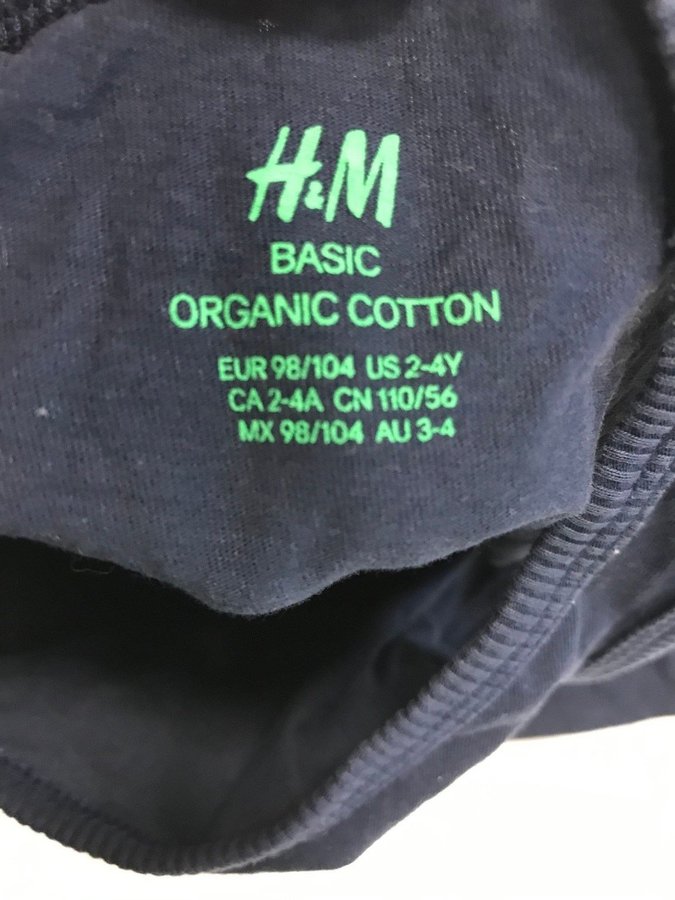 H&M
BASIC
ORGANIC COTTON
EUR 98/104 US 2-4Y
CA 2-4A CN 110/56
MX 98/104 AU 3-4